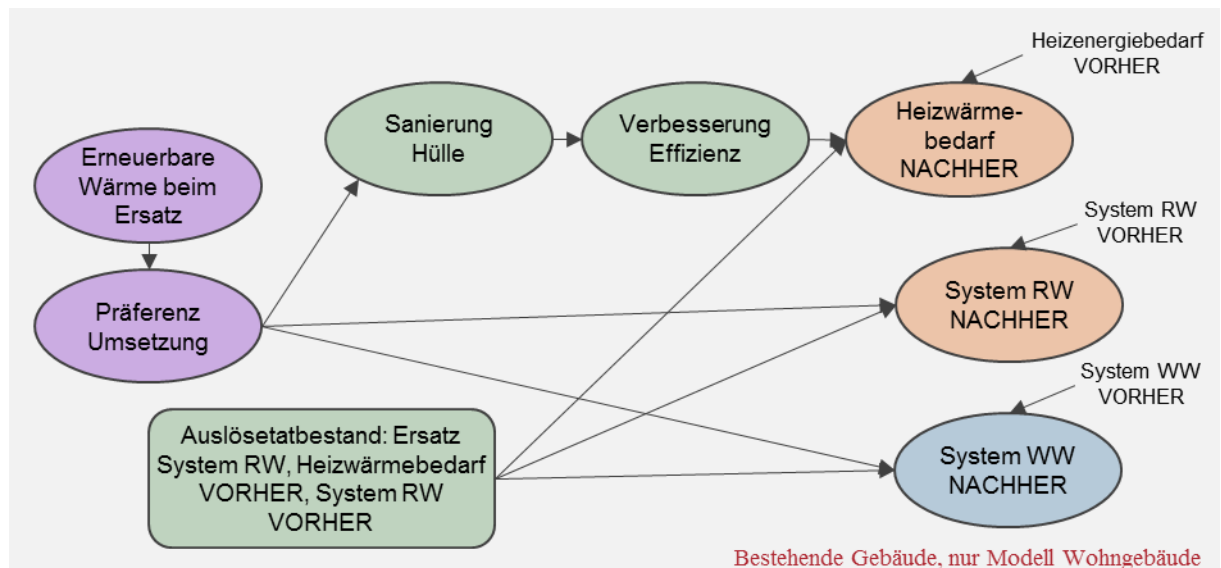 Heizenergiebedarf
VORHER
Sanierung
Hülle
Verbesserung
Effizienz
Heizwärme-
bedarf
NACHHER
Erneuerbare
Wärme beim
Ersatz
System RW
VORHER
Präferenz
Umsetzung
System RW
NACHHER
System WW
VORHER
Auslösetatbestand: Ersatz
System RW, Heizwärmebedarf
VORHER, System RW
VORHER
System WW
NACHHER
Bestehende Gebäude, nur Modell Wohngebäude